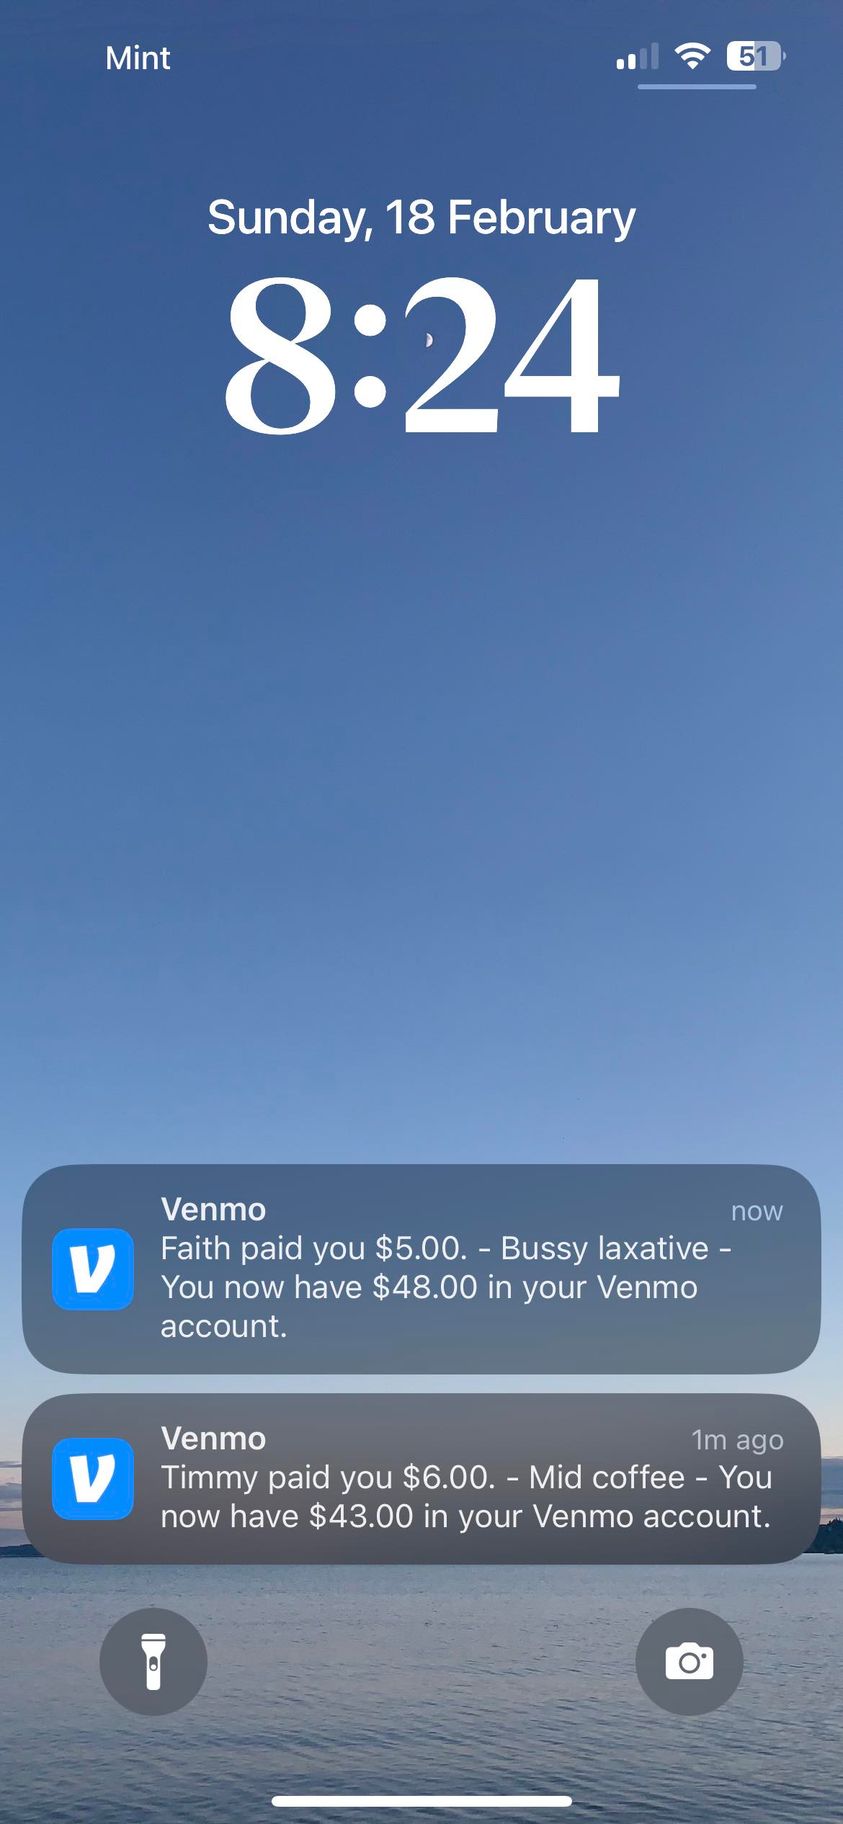 Mint
51
Sunday, 18 February
8:24
Venmo
now
Faith paid you $5.00. - Bussy laxative -
You now have $48.00 in your Venmo
account.
Venmo
1m ago
Timmy paid you $6.00. - Mid coffee - You
now have $43.00 in your Venmo account.